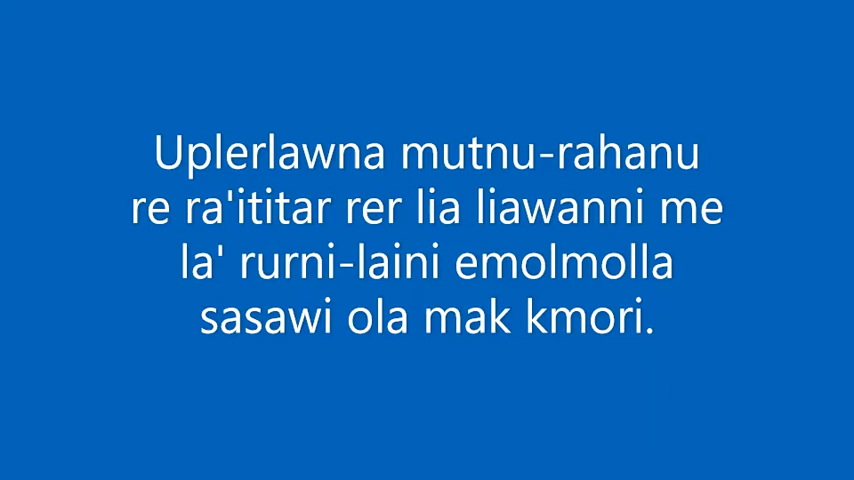 Uplerlawna mutnu-rahanu
re ra'ititar rer lia liawanni me
la' rurni-laini emolmolla
sasawi ola mak kmori.